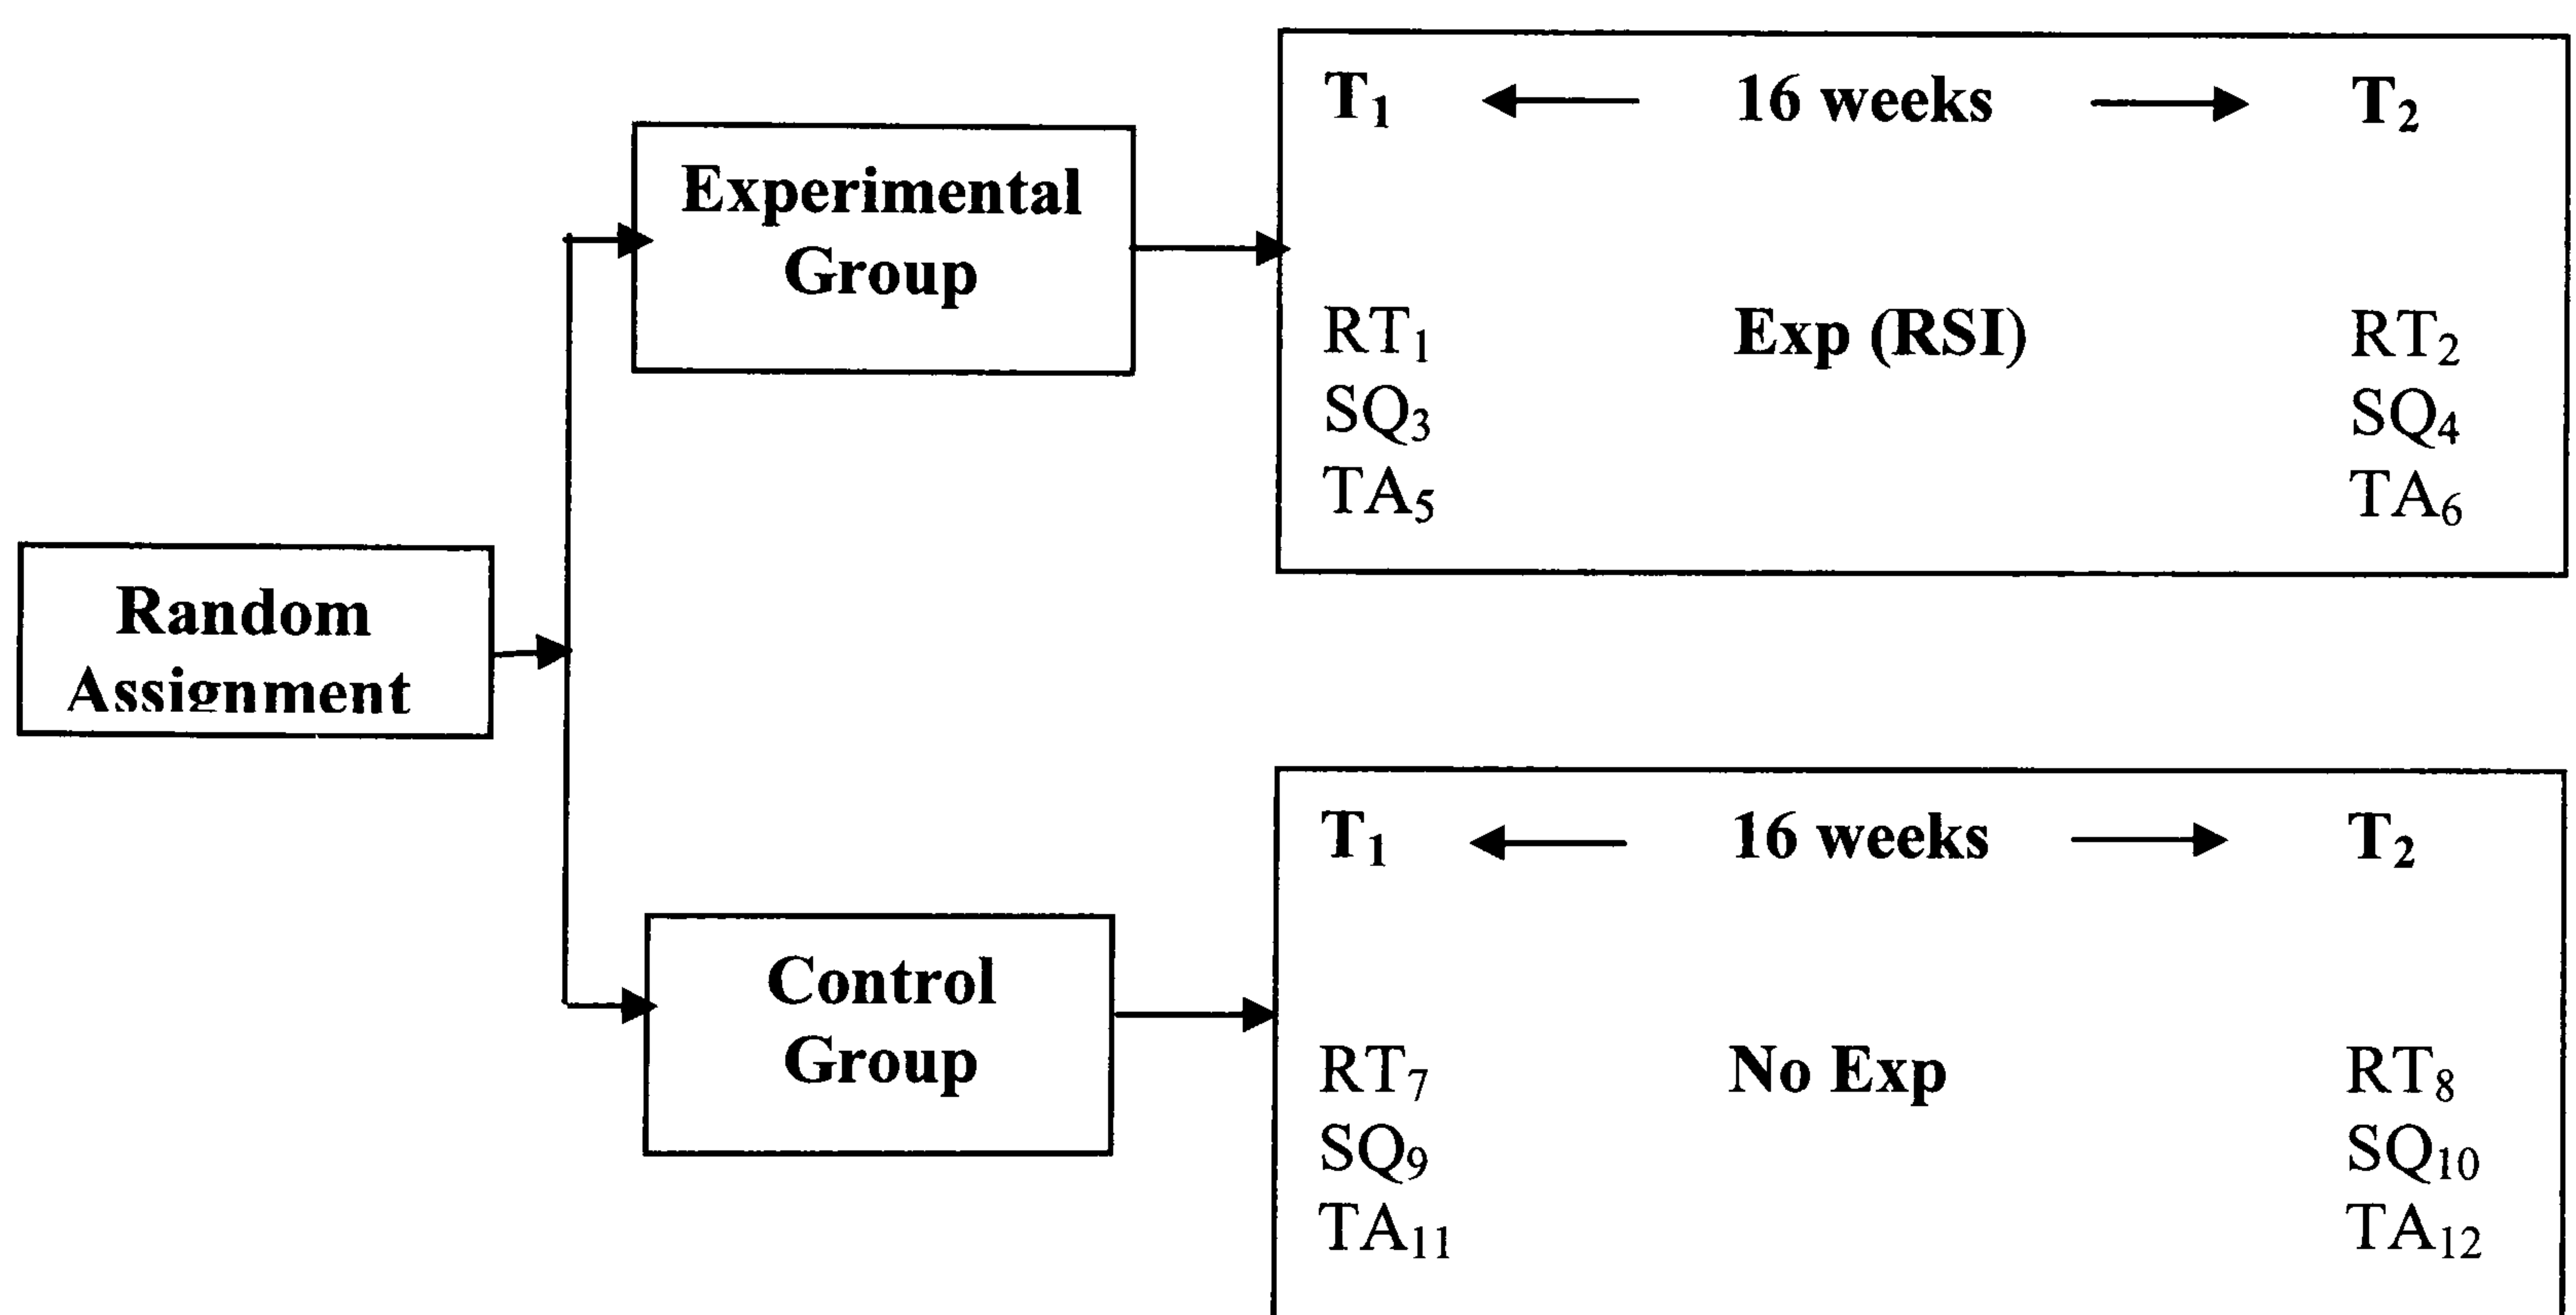 T₁ 16 weeks T₂
Experimental
Group
RT₁ Exp (RSI) RT₂
SQ₃ SQ₄
TA₅ TA₆
Random
Assignment
T₁ 16 weeks T₂
Control
Group
RT₇ No Exp RT₈
SQ₉ SQ₁₀
TA₁₁ TA₁₂